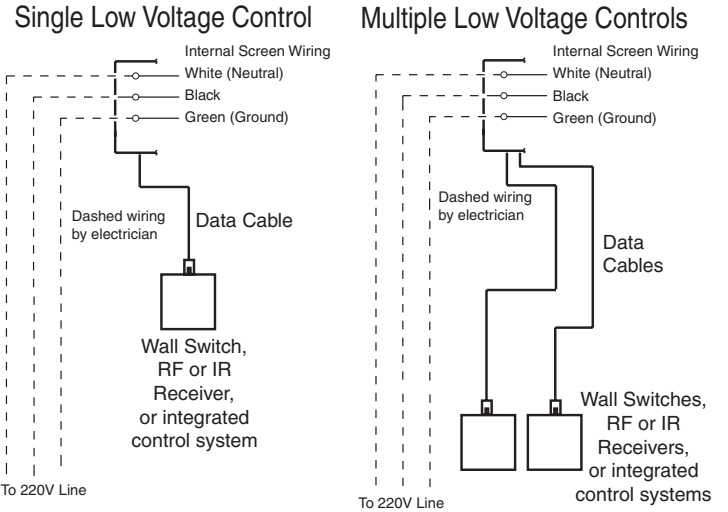 Single Low Voltage Control
Internal Screen Wiring
White (Neutral)
Black
Green (Ground)
Dashed wiring
by electrician
Data Cable
Wall Switch,
RF or IR
Receiver,
or integrated
control system
To 220V Line
Multiple Low Voltage Controls
Internal Screen Wiring
White (Neutral)
Black
Green (Ground)
Dashed wiring
by electrician
Data
Cables
Wall Switches,
RF or IR
Receivers,
or integrated
control systems
To 220V Line